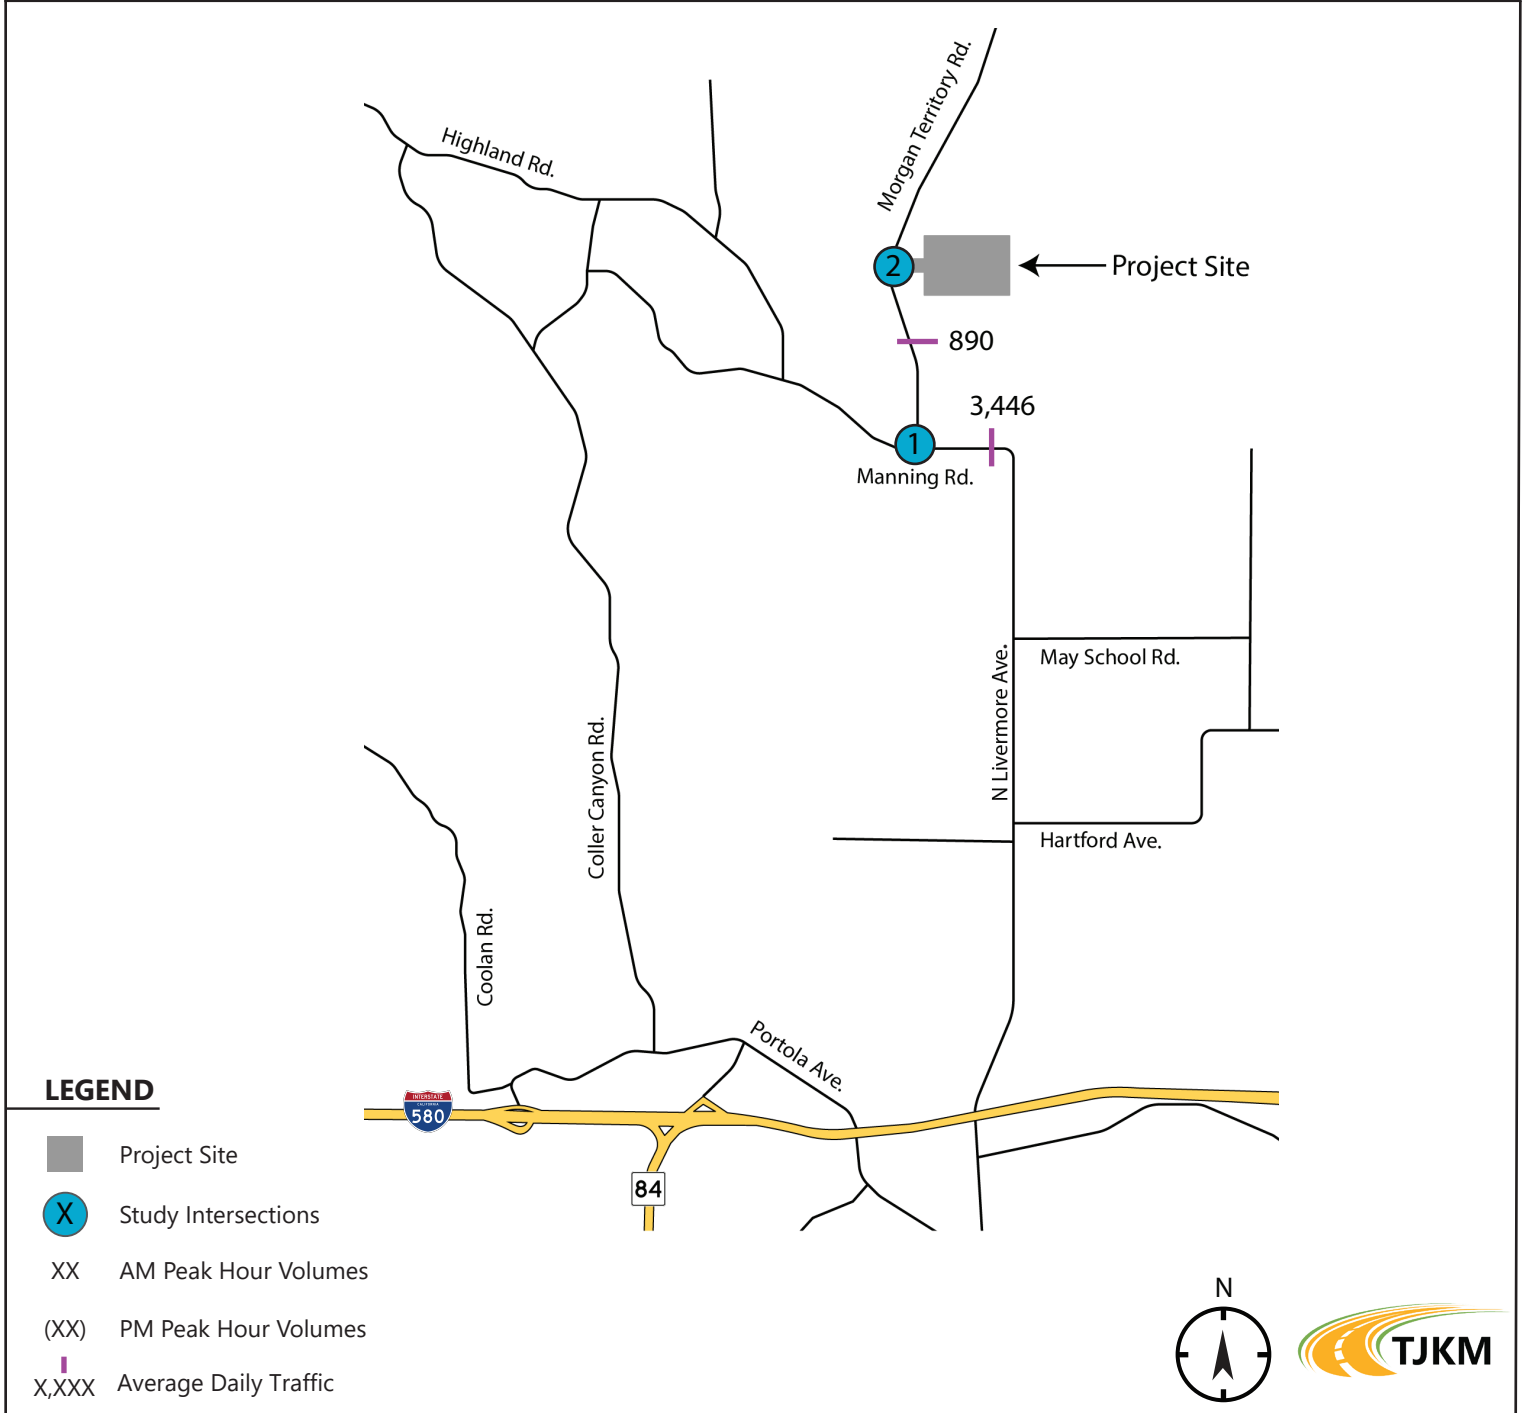 Morgan Territory Rd.
Highland Rd.
2
Project Site
890
3,446
1
Manning Rd.
May School Rd.
N Livermore Ave.
Coller Canyon Rd.
Hartford Ave.
Coolan Rd.
Portola Ave.
LEGEND
INTERSTATE
CALIFORNIA
580
Project Site
84
X
Study Intersections
XX
AM Peak Hour Volumes
(XX)
PM Peak Hour Volumes
X,XXX
Average Daily Traffic
N
TJKM